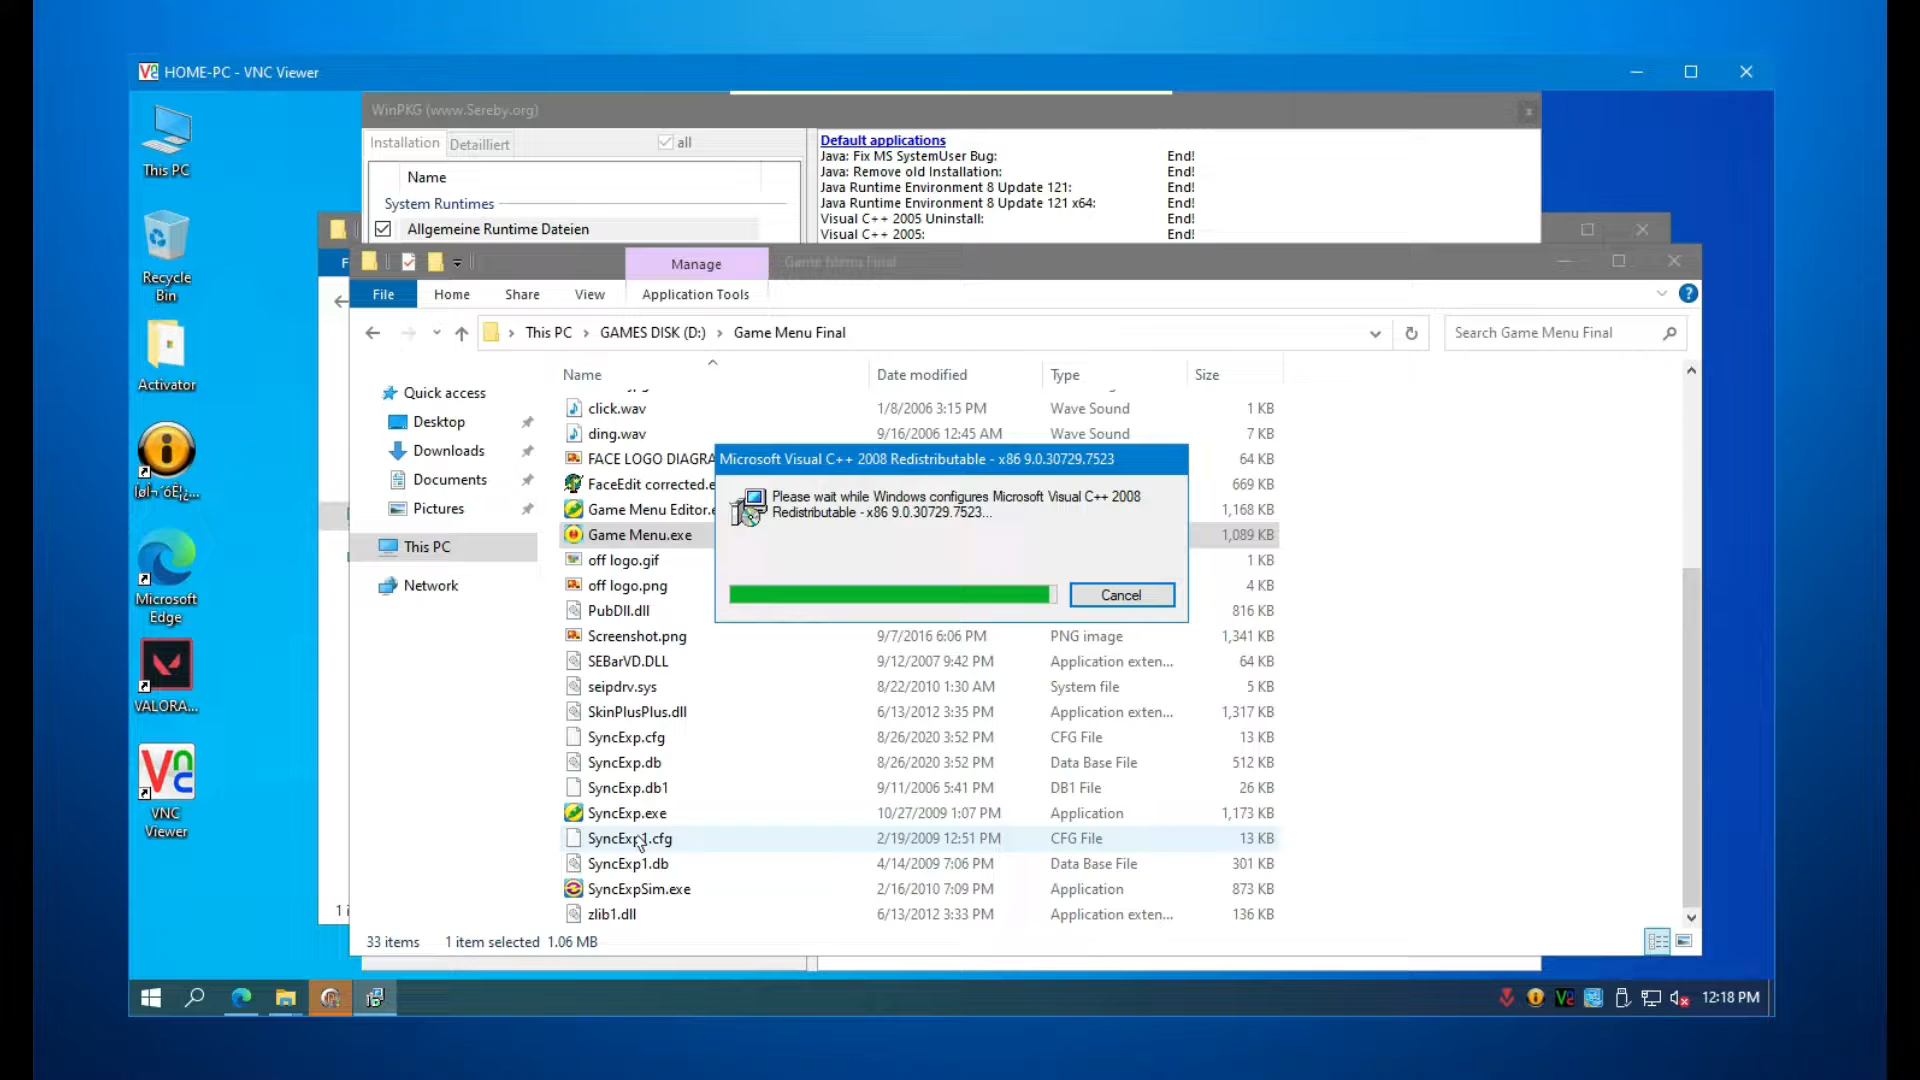 HOME-PC - VNC Viewer
This PC
Recycle
Bin
Activator
Microsoft
Edge
VALORA...
VNC
Viewer
WinPKG (www.Sereby.org)
Installation Detailliert all
Name
System Runtimes
Allgemeine Runtime Dateien
Default applications
Java: Fix MS SystemUser Bug: End!
Java: Remove old Installation: End!
Java Runtime Environment 8 Update 121: End!
Java Runtime Environment 8 Update 121 x64: End!
Visual C++ 2005 Uninstall: End!
Visual C++ 2005: End!
Manage Game Menu Final
File Home Share View Application Tools
This PC GAMES DISK (D:) Game Menu Final Search Game Menu Final
Quick access
Desktop
Downloads
Documents
Pictures
This PC
Network
Name Date modified Type Size
click.wav 1/8/2006 3:15 PM Wave Sound 1 KB
ding.wav 9/16/2006 12:45 AM Wave Sound 7 KB
FACE LOGO DIAGRA 64 KB
FaceEdit corrected.e 669 KB
Game Menu Editor.e 1,168 KB
Game Menu.exe 1,089 KB
off logo.gif 1 KB
off logo.png 4 KB
PubDll.dll 816 KB
Screenshot.png 9/7/2016 6:06 PM PNG image 1,341 KB
SEBarVD.DLL 9/12/2007 9:42 PM Application exten... 64 KB
seipdrv.sys 8/22/2010 1:30 AM System file 5 KB
SkinPlusPlus.dll 6/13/2012 3:35 PM Application exten... 1,317 KB
SyncExp.cfg 8/26/2020 3:52 PM CFG File 13 KB
SyncExp.db 8/26/2020 3:52 PM Data Base File 512 KB
SyncExp.db1 9/11/2006 5:41 PM DB1 File 26 KB
SyncExp.exe 10/27/2009 1:07 PM Application 1,173 KB
SyncExp1.cfg 2/19/2009 12:51 PM CFG File 13 KB
SyncExp1.db 4/14/2009 7:06 PM Data Base File 301 KB
SyncExpSim.exe 2/16/2010 7:09 PM Application 873 KB
zlib1.dll 6/13/2012 3:33 PM Application exten... 136 KB
Microsoft Visual C++ 2008 Redistributable - x86 9.0.30729.7523
Please wait while Windows configures Microsoft Visual C++ 2008
Redistributable - x86 9.0.30729.7523...
Cancel
33 items 1 item selected 1.06 MB
12:18 PM